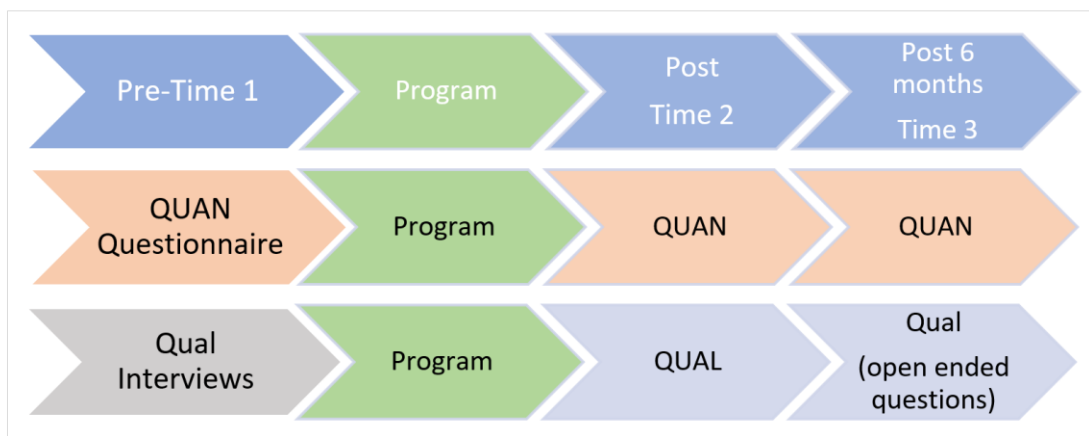 Pre-Time 1
Program
Post
Time 2
Post 6
months
Time 3
QUAN
Questionnaire
Program
QUAN
QUAN
Qual
Interviews
Program
QUAL
Qual
(open ended
questions)